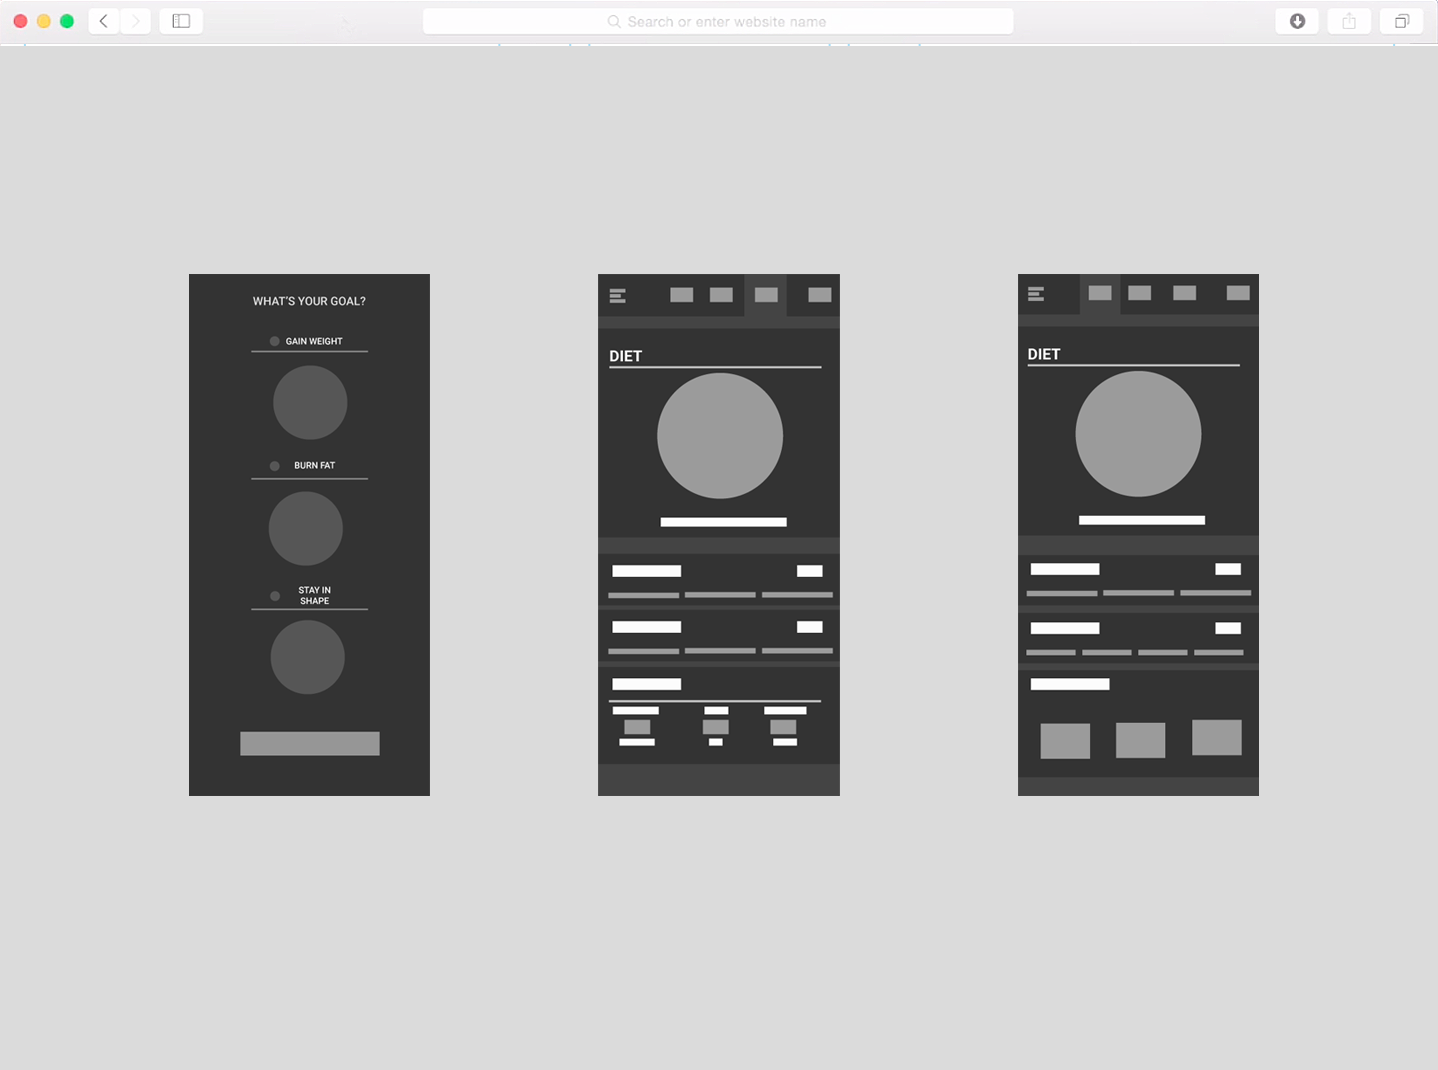 Search or enter website name
WHAT'S YOUR GOAL?
GAIN WEIGHT
BURN FAT
STAY IN
SHAPE
DIET
DIET